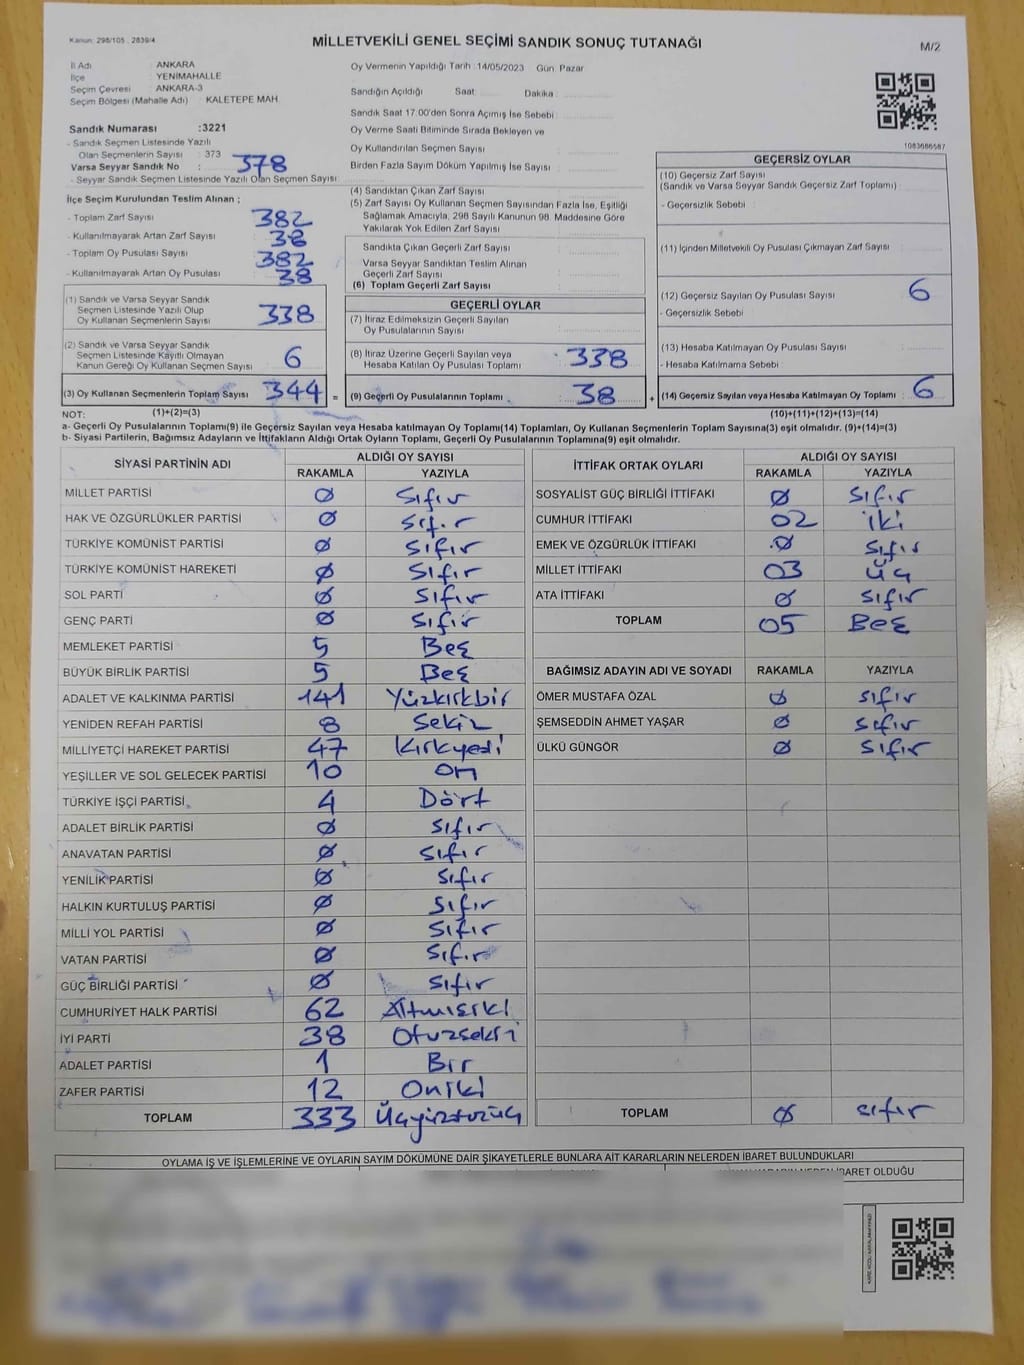 Kanun: 298/105 , 2839/4
MİLLETVEKİLİ GENEL SEÇİMİ SANDIK SONUÇ TUTANAĞI
M/2
İl Adı : ANKARA
İlçe : YENİMAHALLE
Seçim Çevresi : ANKARA-3
Seçim Bölgesi (Mahalle Adı) : KALETEPE MAH.
Sandık Numarası :3221
- Sandık Seçmen Listesinde Yazılı
Olan Seçmenlerin Sayısı : 373
Varsa Seyyar Sandık No : 378
- Seyyar Sandık Seçmen Listesinde Yazılı Olan Seçmen Sayısı
Oy Vermenin Yapıldığı Tarih : 14/05/2023 Gün: Pazar
Sandığın Açıldığı Saat: Dakika:
Sandık Saat 17:00'den Sonra Açımış İse Sebebi :
Oy Verme Saati Bitiminde Sırada Bekleyen ve
Oy Kullandırılan Seçmen Sayısı :
Birden Fazla Sayım Döküm Yapılmış İse Sayısı :
1083686587
İlçe Seçim Kurulundan Teslim Alınan ;
- Toplam Zarf Sayısı : 382
- Kullanılmayarak Artan Zarf Sayısı : 38
- Toplam Oy Pusulası Sayısı : 382
- Kullanılmayarak Artan Oy Pusulası : 38
(1) Sandık ve Varsa Seyyar Sandık
Seçmen Listesinde Yazılı Olup
Oy Kullanan Seçmenlerin Sayısı : 338
(2) Sandık ve Varsa Seyyar Sandık
Seçmen Listesinde Kayıtlı Olmayan
Kanun Gereği Oy Kullanan Seçmen Sayısı : 6
(3) Oy Kullanan Seçmenlerin Toplam Sayısı : 344 =
(4) Sandıktan Çıkan Zarf Sayısı :
(5) Zarf Sayısı Oy Kullanan Seçmen Sayısından Fazla İse, Eşitliği
Sağlamak Amacıyla, 298 Sayılı Kanunun 98. Maddesine Göre
Yakılarak Yok Edilen Zarf Sayısı :
Sandıkta Çıkan Geçerli Zarf Sayısı :
Varsa Seyyar Sandıktan Teslim Alınan
Geçerli Zarf Sayısı :
(6) Toplam Geçerli Zarf Sayısı :
GEÇERLİ OYLAR
(7) İtiraz Edilmeksizin Geçerli Sayılan
Oy Pusulalarının Sayısı :
(8) İtiraz Üzerine Geçerli Sayılan veya
Hesaba Katılan Oy Pusulası Toplamı : 338
(9) Geçerli Oy Pusulalarının Toplamı : 38 +
GEÇERSİZ OYLAR
(10) Geçersiz Zarf Sayısı
(Sandık ve Varsa Seyyar Sandık Geçersiz Zarf Toplamı) :
- Geçersizlik Sebebi :
(11) İçinden Milletvekili Oy Pusulası Çıkmayan Zarf Sayısı :
(12) Geçersiz Sayılan Oy Pusulası Sayısı : 6
- Geçersizlik Sebebi :
(13) Hesaba Katılmayan Oy Pusulası Sayısı :
- Hesaba Katılmama Sebebi :
(14) Geçersiz Sayılan veya Hesaba Katılmayan Oy Toplamı : 6
NOT: (1)+(2)=(3) (10)+(11)+(12)+(13)=(14)
a- Geçerli Oy Pusulalarının Toplamı(9) ile Geçersiz Sayılan veya Hesaba katılmayan Oy Toplamı(14) Toplamları, Oy Kullanan Seçmenlerin Toplam Sayısına(3) eşit olmalıdır. (9)+(14)=(3)
b- Siyasi Partilerin, Bağımsız Adayların ve İttifakların Aldığı Ortak Oyların Toplamı, Geçerli Oy Pusulalarının Toplamına(9) eşit olmalıdır.
SİYASİ PARTİNİN ADI ALDIĞI OY SAYISI
RAKAMLA YAZIYLA
MİLLET PARTİSİ 0 Sıfır
HAK VE ÖZGÜRLÜKLER PARTİSİ 0 Sıfır
TÜRKİYE KOMÜNİST PARTİSİ 0 Sıfır
TÜRKİYE KOMÜNİST HAREKETİ 0 Sıfır
SOL PARTİ 0 Sıfır
GENÇ PARTİ 0 Sıfır
MEMLEKET PARTİSİ 5 Beş
BÜYÜK BİRLİK PARTİSİ 5 Beş
ADALET VE KALKINMA PARTİSİ 141 Yüzkırkbir
YENİDEN REFAH PARTİSİ 8 Sekiz
MİLLİYETÇİ HAREKET PARTİSİ 47 Kırkyedi
YEŞİLLER VE SOL GELECEK PARTİSİ 10 On
TÜRKİYE İŞÇİ PARTİSİ 4 Dört
ADALET BİRLİK PARTİSİ 0 Sıfır
ANAVATAN PARTİSİ 0 Sıfır
YENİLİK PARTİSİ 0 Sıfır
HALKIN KURTULUŞ PARTİSİ 0 Sıfır
MİLLİ YOL PARTİSİ 0 Sıfır
VATAN PARTİSİ 0 Sıfır
GÜÇ BİRLİĞİ PARTİSİ 0 Sıfır
CUMHURİYET HALK PARTİSİ 62 Altmışiki
İYİ PARTİ 38 Otuzsekiz
ADALET PARTİSİ 1 Bir
ZAFER PARTİSİ 12 Oniki
TOPLAM 333 Üçyüzotuzüç
İTTİFAK ORTAK OYLARI ALDIĞI OY SAYISI
RAKAMLA YAZIYLA
SOSYALİST GÜÇ BİRLİĞİ İTTİFAKI 0 Sıfır
CUMHUR İTTİFAKI 02 iki
EMEK VE ÖZGÜRLÜK İTTİFAKI 0 Sıfır
MİLLET İTTİFAKI 03 Üç
ATA İTTİFAKI 0 Sıfır
TOPLAM 05 Beş
BAĞIMSIZ ADAYIN ADI VE SOYADI RAKAMLA YAZIYLA
ÖMER MUSTAFA ÖZAL 0 Sıfır
ŞEMSEDDİN AHMET YAŞAR 0 Sıfır
ÜLKÜ GÜNGÖR 0 Sıfır
TOPLAM 0 Sıfır
OYLAMA İŞ VE İŞLEMLERİNE VE OYLARIN SAYIM DÖKÜMÜNE DAİR ŞİKAYETLERLE BUNLARA AİT KARARLARIN NELERDEN İBARET BULUNDUKLARI
İBARET OLDUĞU